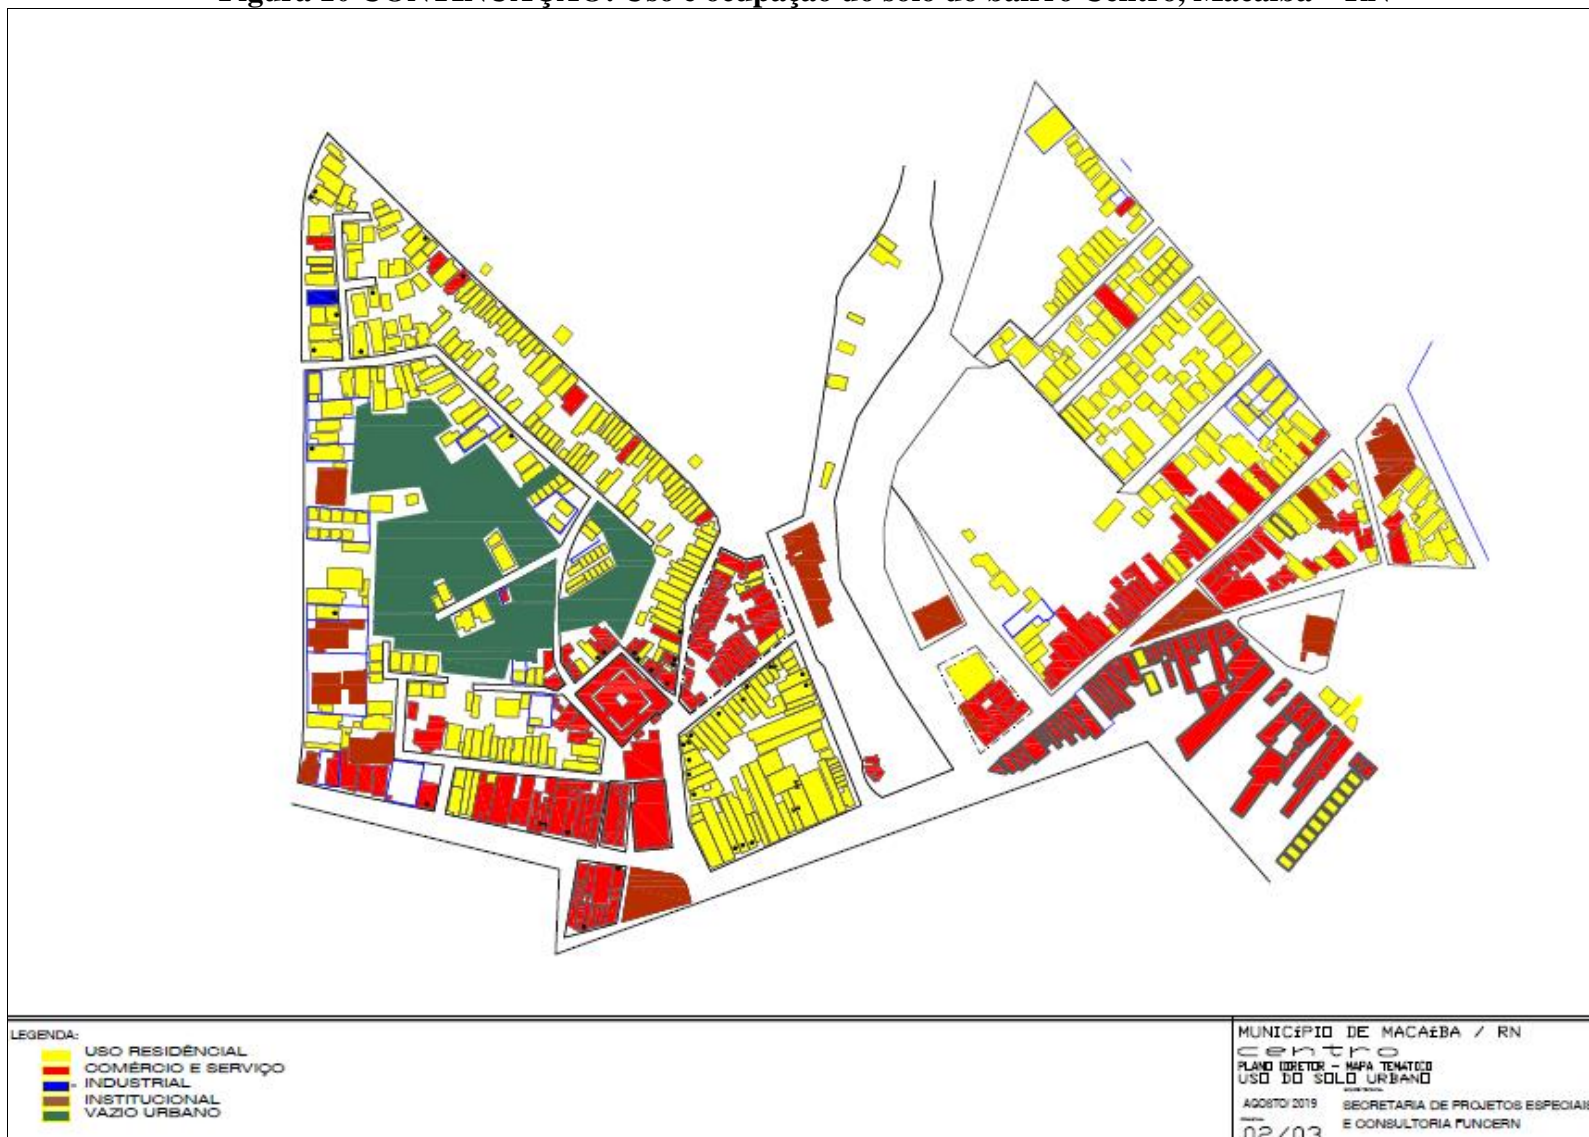 LEGENDA:
USO RESIDÊNCIAL
COMÉRCIO E SERVIÇO
INDUSTRIAL
INSTITUCIONAL
VAZIO URBANO
MUNICíPIO DE MACAíBA / RN
centro
PLANO DIRETOR - MAPA TEMATICO
USO DO SOLO URBANO
AGOSTO/2019
SECRETARIA DE PROJETOS ESPECIAIS
E CONSULTORIA FUNCERN
02/03